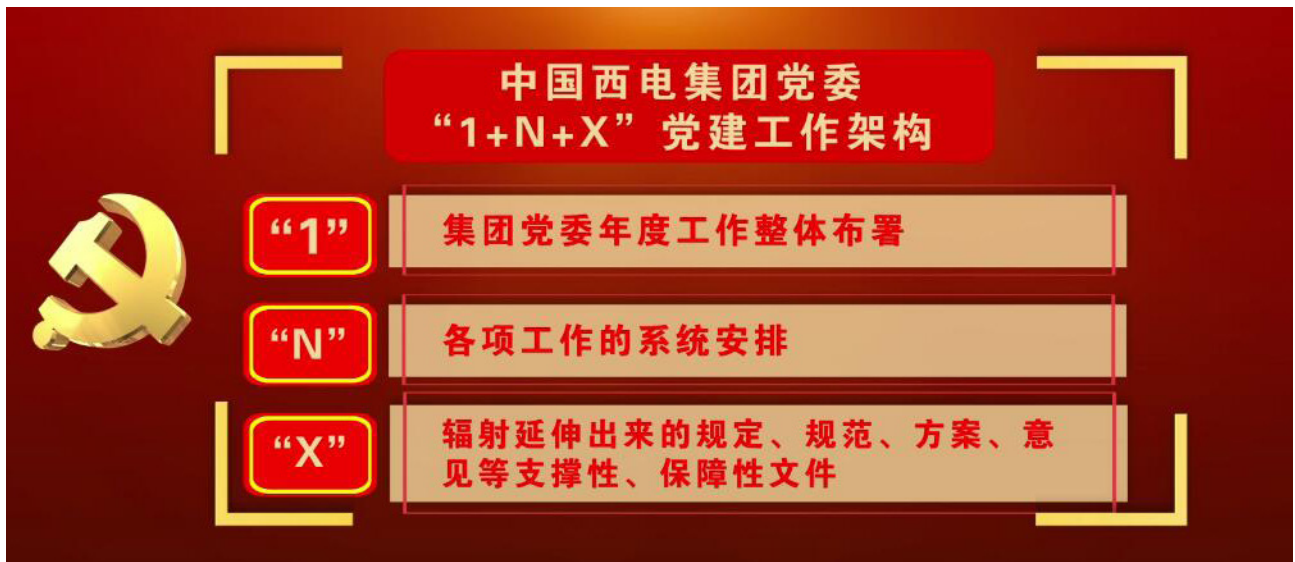 中国西电集团党委
“1+N+X”党建工作架构
“1”
集团党委年度工作整体布署
“N”
各项工作的系统安排
“X”
辐射延伸出来的规定、规范、方案、意
见等支撑性、保障性文件